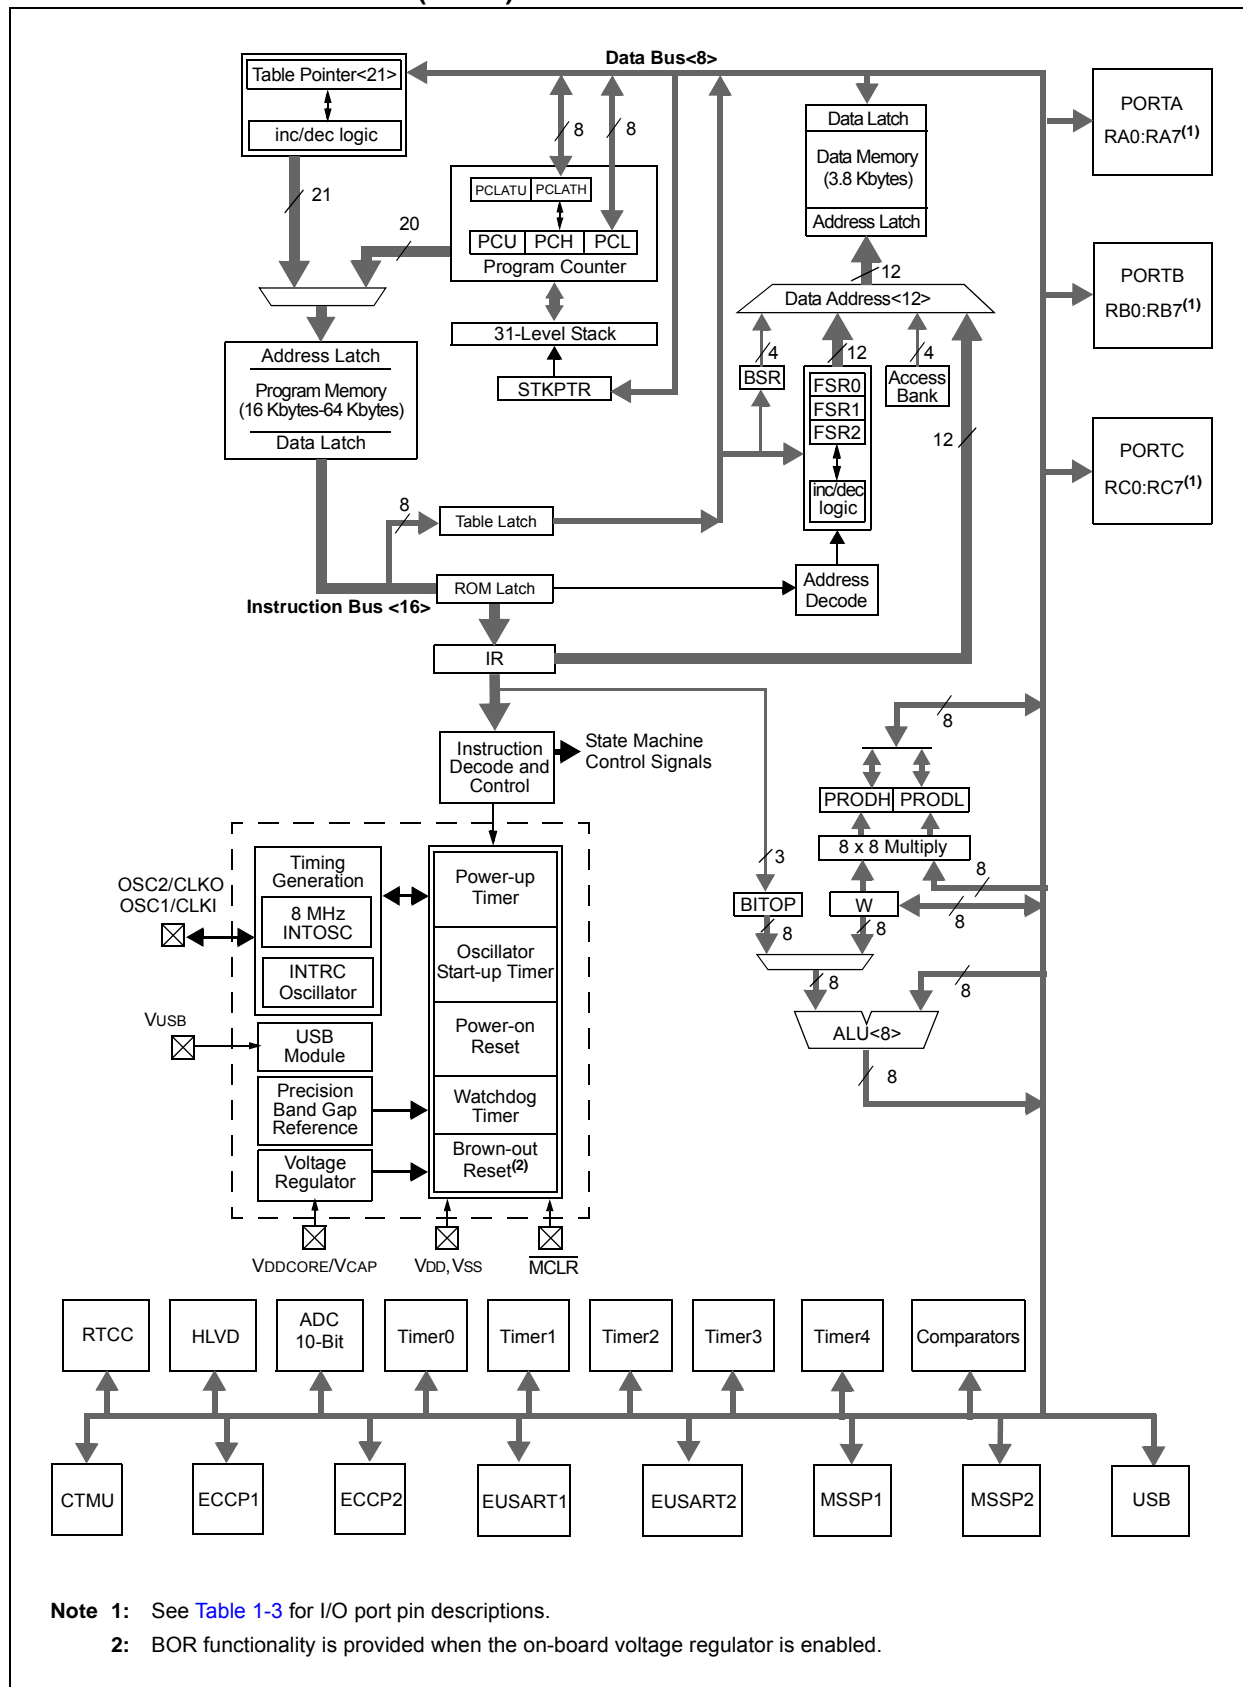 Data Bus<8>
Table Pointer<21>
inc/dec logic
21
20
8
8
PCLATU
PCLATH
PCU
PCH
PCL
Program Counter
31-Level Stack
STKPTR
Data Latch
Data Memory
(3.8 Kbytes)
Address Latch
12
Data Address<12>
4
12
4
BSR
FSR0
FSR1
FSR2
inc/dec
logic
Access
Bank
12
PORTA
RA0:RA7(1)
PORTB
RB0:RB7(1)
PORTC
RC0:RC7(1)
Address Latch
Program Memory
(16 Kbytes-64 Kbytes)
Data Latch
8
Table Latch
ROM Latch
Instruction Bus <16>
Address
Decode
IR
Instruction
Decode and
Control
State Machine
Control Signals
8
PRODH
PRODL
8 x 8 Multiply
3
8
BITOP
W
8
8
8
8
8
ALU<8>
8
OSC2/CLKO
OSC1/CLKI
Timing
Generation
8 MHz
INTOSC
INTRC
Oscillator
VUSB
USB
Module
Precision
Band Gap
Reference
Voltage
Regulator
Power-up
Timer
Oscillator
Start-up Timer
Power-on
Reset
Watchdog
Timer
Brown-out
Reset(2)
VDDCORE/VCAP
VDD, VSS
MCLR
RTCC
HLVD
ADC
10-Bit
Timer0
Timer1
Timer2
Timer3
Timer4
Comparators
CTMU
ECCP1
ECCP2
EUSART1
EUSART2
MSSP1
MSSP2
USB
Note 1: See Table 1-3 for I/O port pin descriptions.
2: BOR functionality is provided when the on-board voltage regulator is enabled.